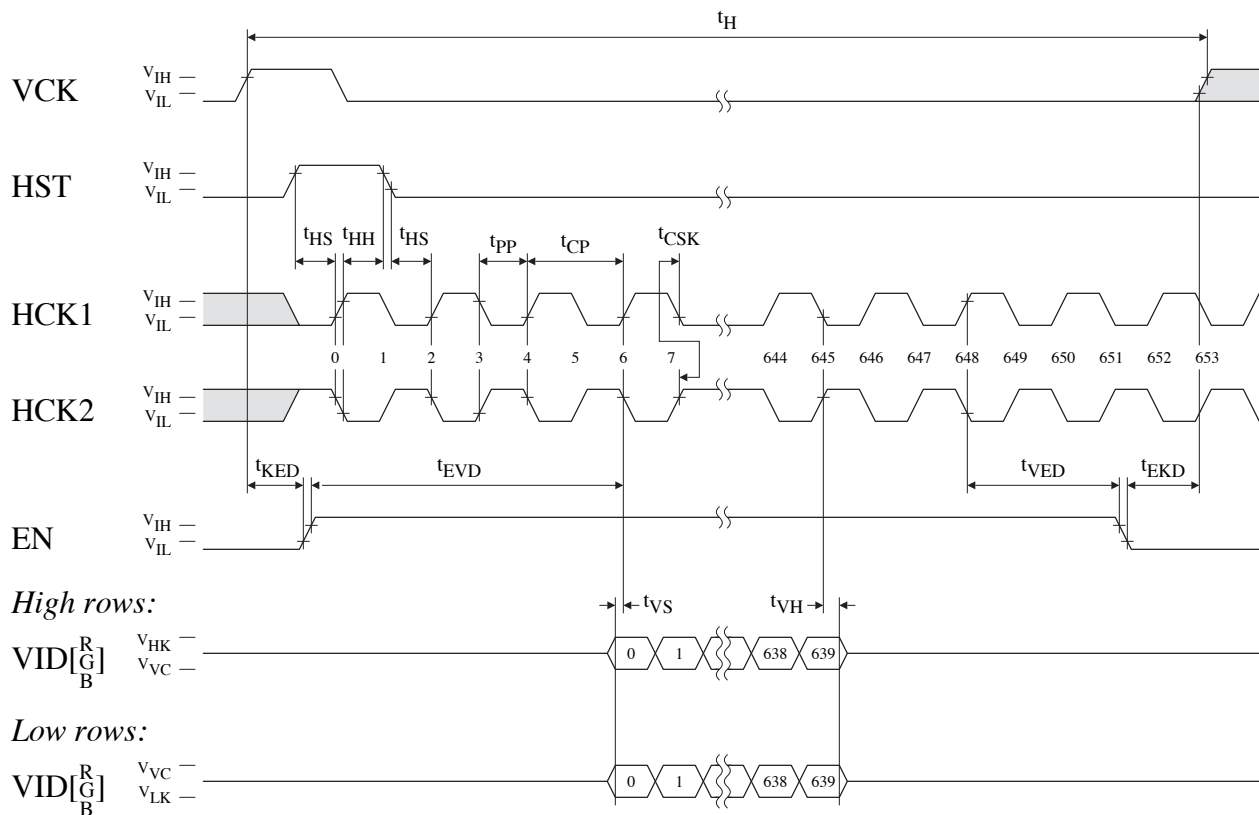 tH
VCK VIH VIL
HST VIH VIL
tHS tHH tHS tPP tCP tCSK
HCK1 VIH VIL
0 1 2 3 4 5 6 7 644 645 646 647 648 649 650 651 652 653
HCK2 VIH VIL
tKED tEVD tVED tEKD
EN VIH VIL
High rows:
tVS tVH
VID[R G B] VHK VVC 0 1 638 639
Low rows:
VID[R G B] VVC VLK 0 1 638 639